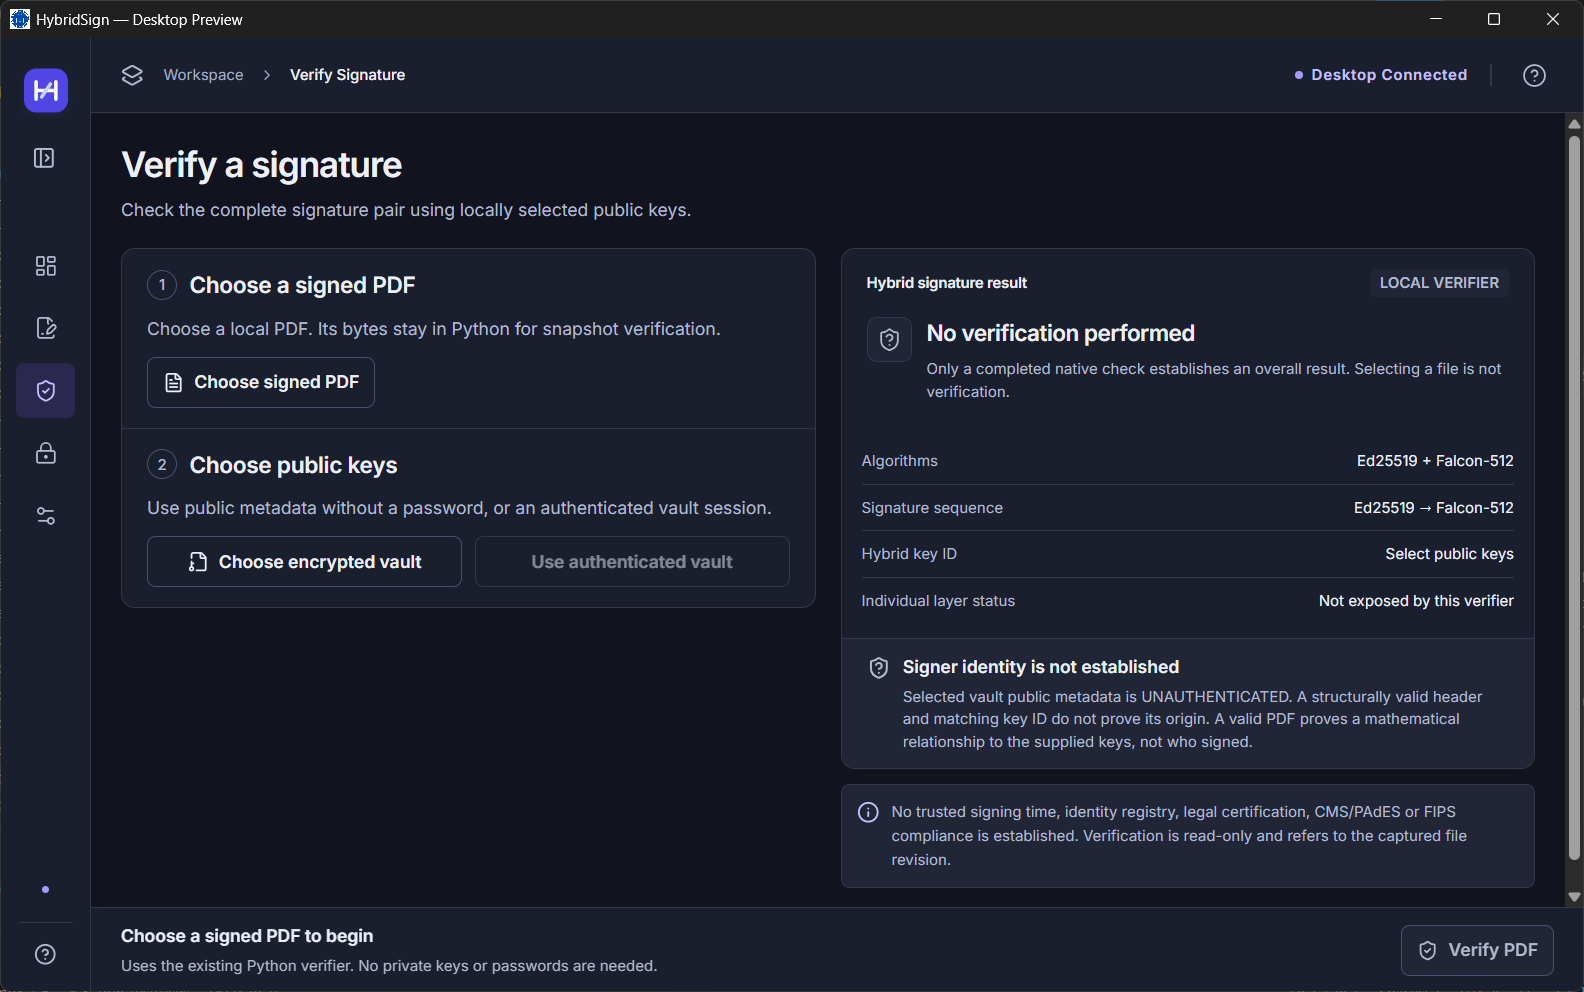 HybridSign — Desktop Preview
Workspace > Verify Signature
Desktop Connected
Verify a signature
Check the complete signature pair using locally selected public keys.
1 Choose a signed PDF
Choose a local PDF. Its bytes stay in Python for snapshot verification.
Choose signed PDF
2 Choose public keys
Use public metadata without a password, or an authenticated vault session.
Choose encrypted vault
Use authenticated vault
Hybrid signature result
LOCAL VERIFIER
No verification performed
Only a completed native check establishes an overall result. Selecting a file is not
verification.
Algorithms Ed25519 + Falcon-512
Signature sequence Ed25519 → Falcon-512
Hybrid key ID Select public keys
Individual layer status Not exposed by this verifier
Signer identity is not established
Selected vault public metadata is UNAUTHENTICATED. A structurally valid header
and matching key ID do not prove its origin. A valid PDF proves a mathematical
relationship to the supplied keys, not who signed.
No trusted signing time, identity registry, legal certification, CMS/PAdES or FIPS
compliance is established. Verification is read-only and refers to the captured file
revision.
Choose a signed PDF to begin
Uses the existing Python verifier. No private keys or passwords are needed.
Verify PDF